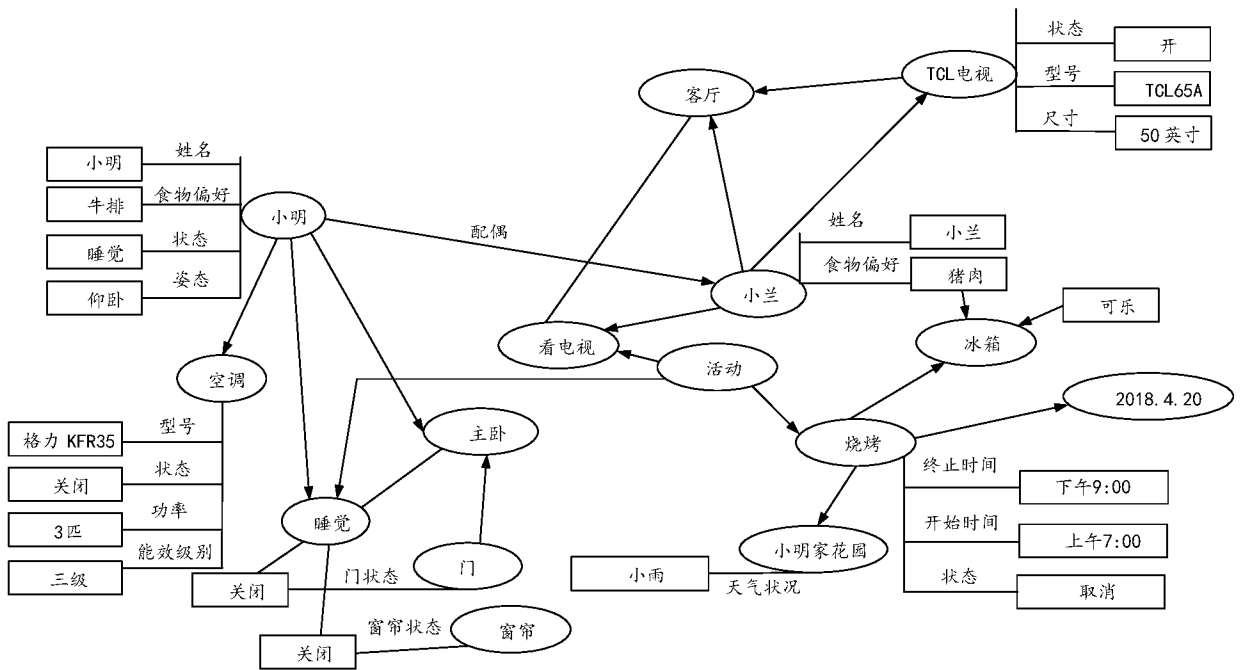 状态
开
TCL电视
型号
TCL65A
客厅
尺寸
50英寸
小明
姓名
牛排
食物偏好
小明
睡觉
状态
仰卧
姿态
配偶
姓名
小兰
食物偏好
猪肉
小兰
可乐
冰箱
看电视
活动
空调
2018.4.20
格力 KFR35
型号
主卧
烧烤
关闭
状态
终止时间
下午9:00
3匹
功率
睡觉
开始时间
上午7:00
三级
能效级别
门
小明家花园
关闭
门状态
小雨
天气状况
状态
取消
关闭
窗帘状态
窗帘